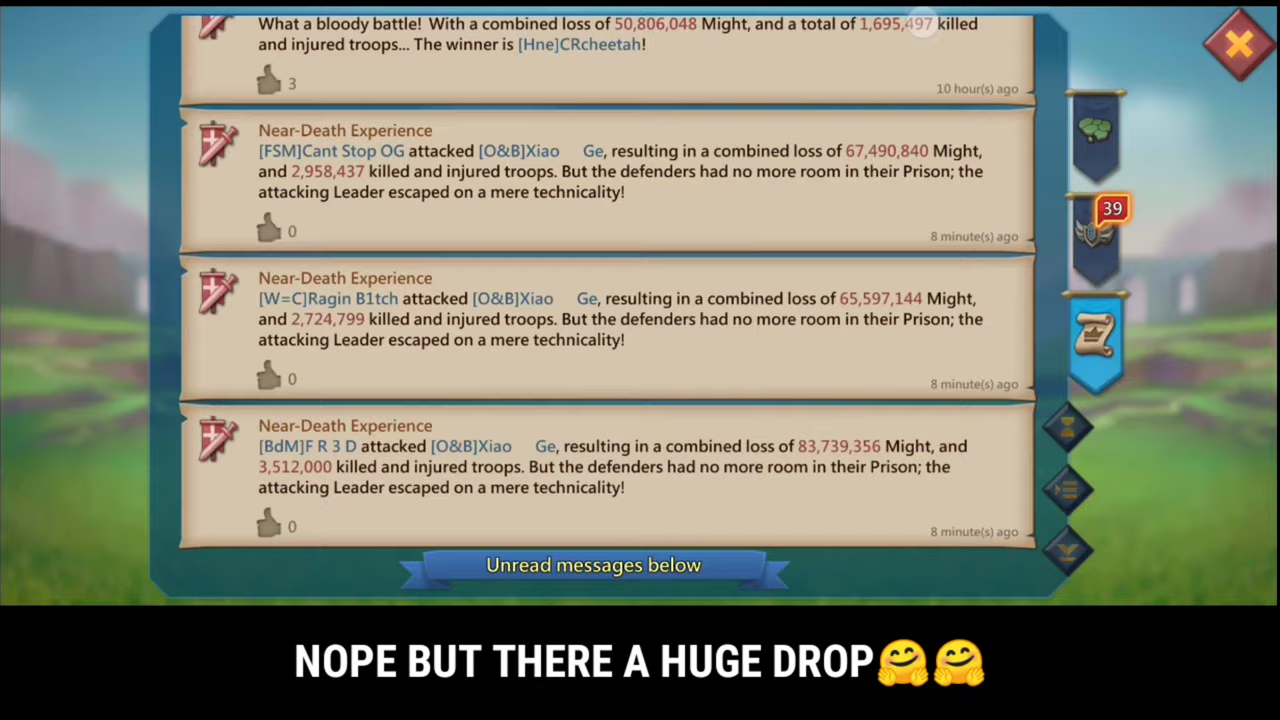 What a bloody battle! With a combined loss of 50,806,048 Might, and a total of 1,695,497 killed
and injured troops... The winner is [Hne]CRcheetah!
3
10 hour(s) ago
Near-Death Experience
[FSM]Cant Stop OG attacked [O&B]Xiao Ge, resulting in a combined loss of 67,490,840 Might,
and 2,958,437 killed and injured troops. But the defenders had no more room in their Prison; the
attacking Leader escaped on a mere technicality!
0
8 minute(s) ago
39
Near-Death Experience
[W=C]Ragin B1tch attacked [O&B]Xiao Ge, resulting in a combined loss of 65,597,144 Might,
and 2,724,799 killed and injured troops. But the defenders had no more room in their Prison; the
attacking Leader escaped on a mere technicality!
0
8 minute(s) ago
Near-Death Experience
[BdM]F R 3 D attacked [O&B]Xiao Ge, resulting in a combined loss of 83,739,356 Might, and
3,512,000 killed and injured troops. But the defenders had no more room in their Prison; the
attacking Leader escaped on a mere technicality!
0
8 minute(s) ago
Unread messages below
NOPE BUT THERE A HUGE DROP🤗🤗